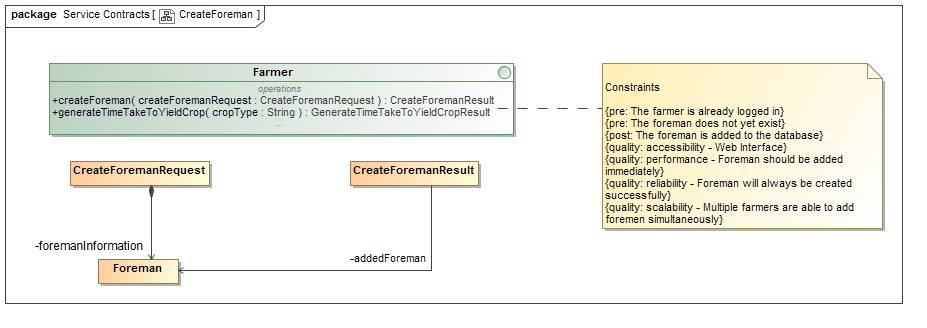 package Service Contracts [ CreateForeman ]
Farmer
operations
+createForeman( createForemanRequest : CreateForemanRequest ) : CreateForemanResult
+generateTimeTakeToYieldCrop( cropType : String ) : GenerateTimeTakeToYieldCropResult
...
Constraints
{pre: The farmer is already logged in}
{pre: The foreman does not yet exist}
{post: The foreman is added to the database}
{quality: accessibility - Web Interface}
{quality: performance - Foreman should be added
immediately}
{quality: reliability - Foreman will always be created
successfully}
{quality: scalability - Multiple farmers are able to add
foremen simultaneously}
CreateForemanRequest
CreateForemanResult
-foremanInformation
-addedForeman
Foreman